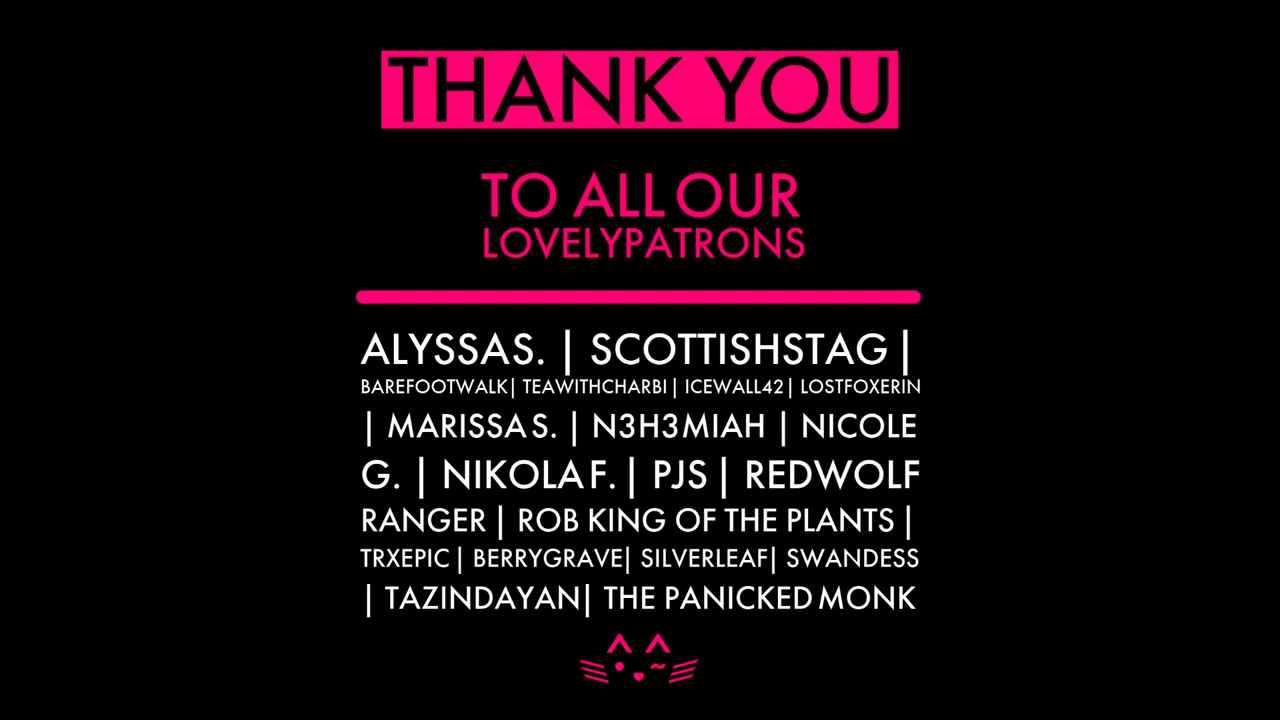 THANK YOU
TO ALL OUR
LOVELYPATRONS
ALYSSAS. | SCOTTISHSTAG |
BAREFOOTWALK| TEAWITHCHARBI | ICEWALL42 | LOSTFOXERIN
| MARISSA S. | N3H3MIAH | NICOLE
G. | NIKOLA F. | PJS | REDWOLF
RANGER | ROB KING OF THE PLANTS |
TRXEPIC | BERRYGRAVE| SILVERLEAF| SWANDESS
| TAZINDAYAN| THE PANICKED MONK